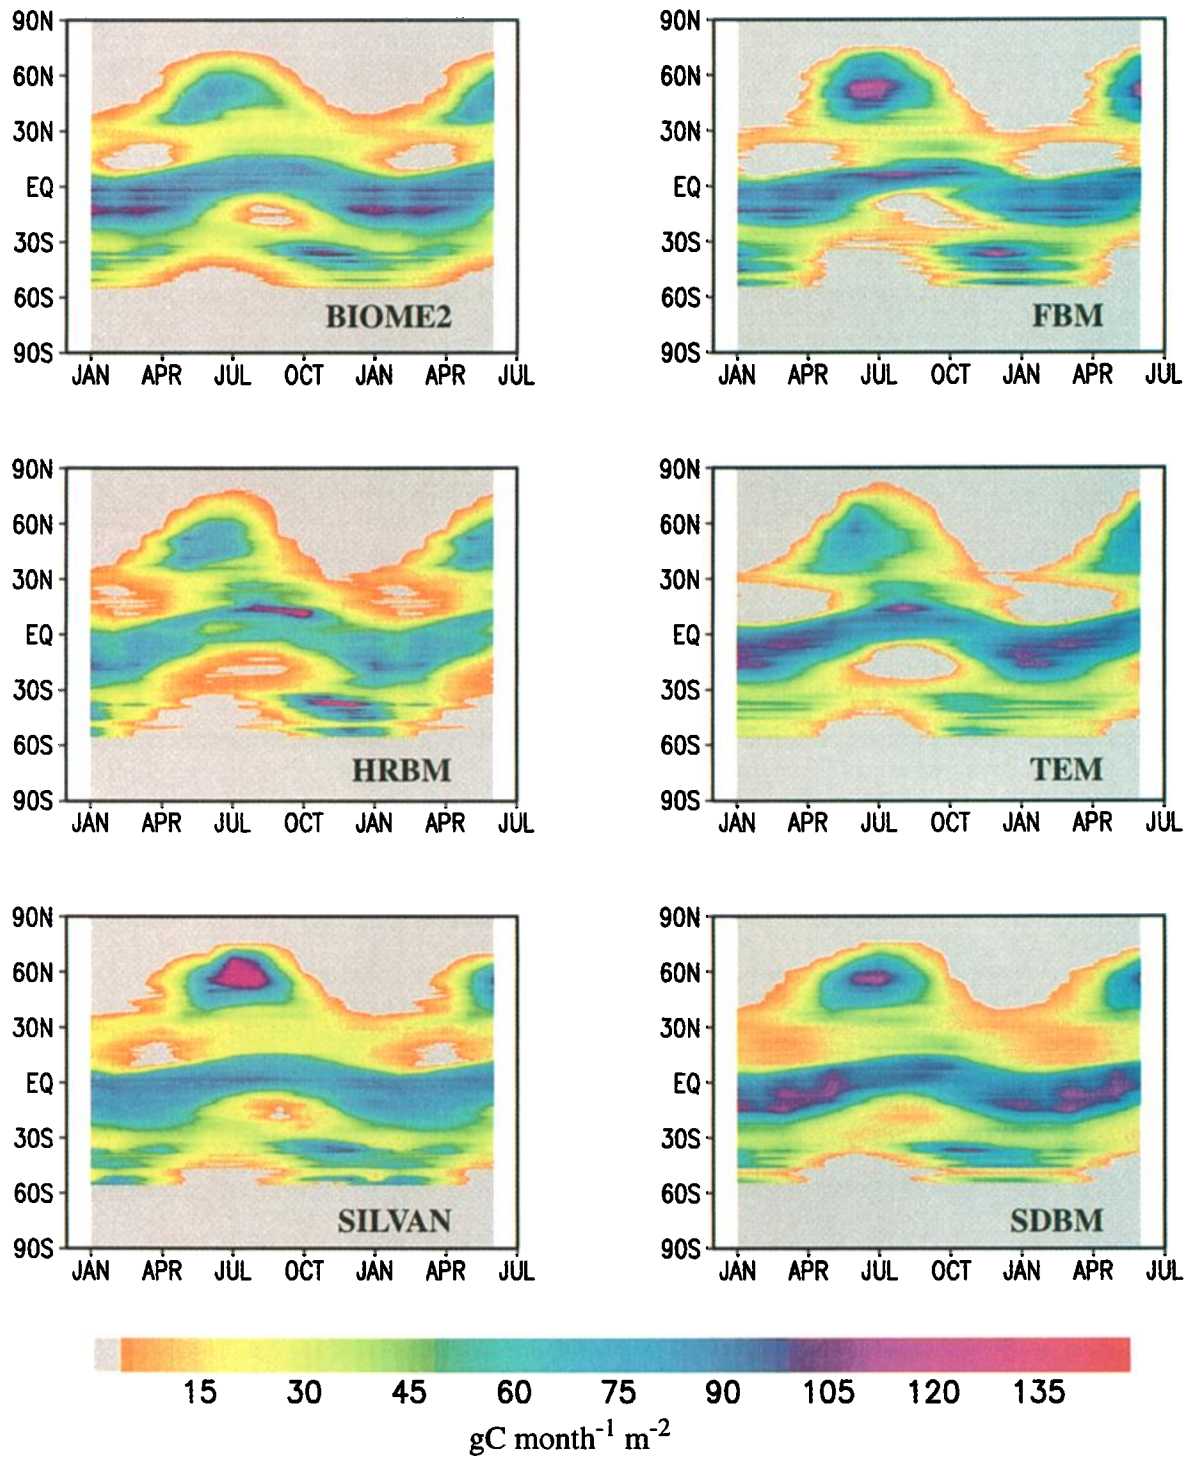 90N 60N 30N EQ 30S 60S 90S
BIOME2
JAN APR JUL OCT JAN APR JUL
90N 60N 30N EQ 30S 60S 90S
FBM
JAN APR JUL OCT JAN APR JUL
90N 60N 30N EQ 30S 60S 90S
HRBM
JAN APR JUL OCT JAN APR JUL
90N 60N 30N EQ 30S 60S 90S
TEM
JAN APR JUL OCT JAN APR JUL
90N 60N 30N EQ 30S 60S 90S
SILVAN
JAN APR JUL OCT JAN APR JUL
90N 60N 30N EQ 30S 60S 90S
SDBM
JAN APR JUL OCT JAN APR JUL
15 30 45 60 75 90 105 120 135
gC month⁻¹ m⁻²